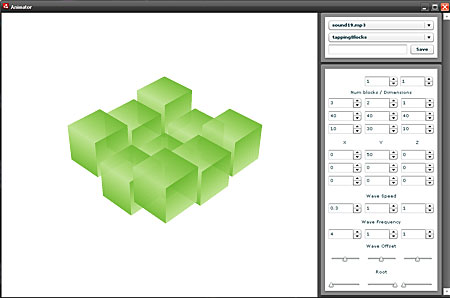 Animator
sound19.mp3
tappingBlocks
Save
1 1
Num blocks / Dimensions
3 2 1
40 40 40
10 30 10
X Y Z
0 50 0
0 0 0
0 0 0
Wave Speed
0.1 1 1
Wave Frequency
4 1 1
Wave Offset
Root